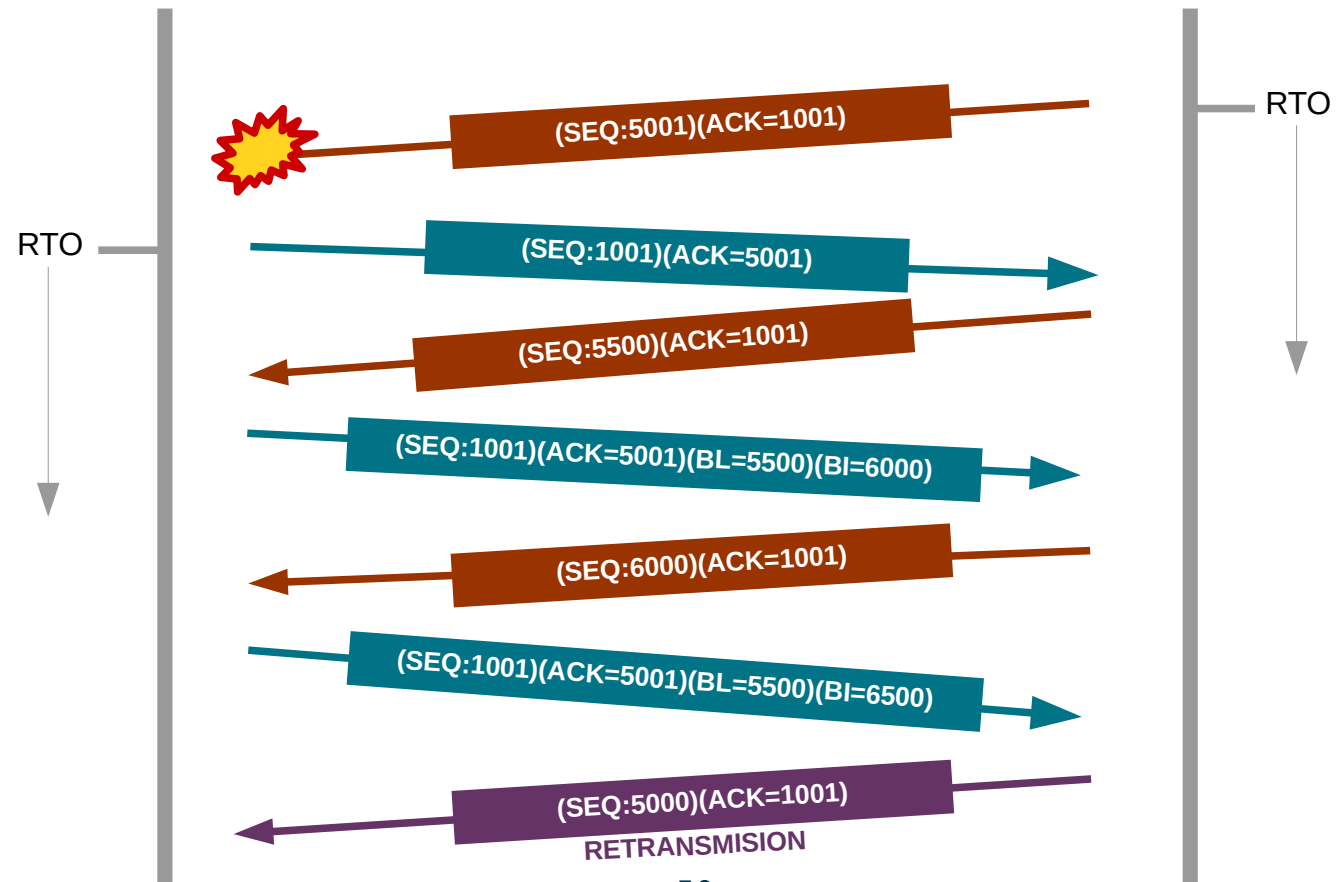 RTO
(SEQ:5001)(ACK=1001)
RTO
(SEQ:1001)(ACK=5001)
(SEQ:5500)(ACK=1001)
(SEQ:1001)(ACK=5001)(BL=5500)(BI=6000)
(SEQ:6000)(ACK=1001)
(SEQ:1001)(ACK=5001)(BL=5500)(BI=6500)
(SEQ:5000)(ACK=1001)
RETRANSMISION